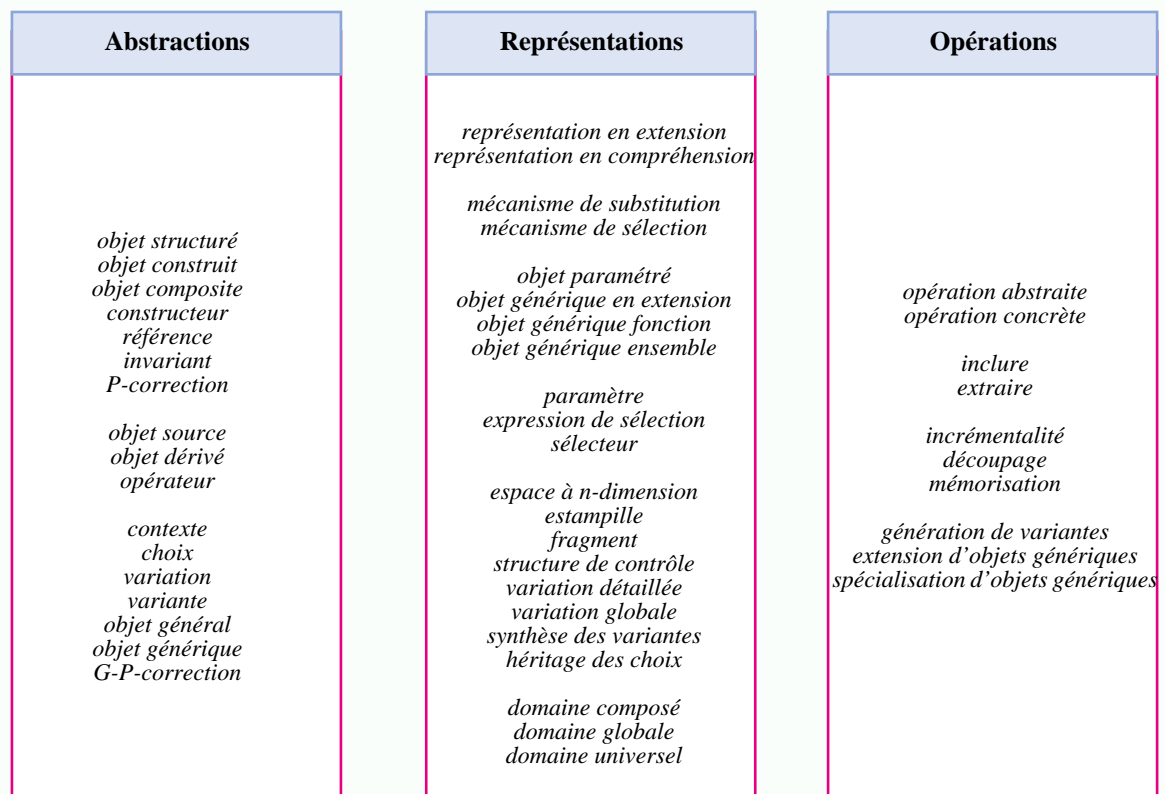 Abstractions
objet structuré
objet construit
objet composite
constructeur
référence
invariant
P-correction
objet source
objet dérivé
opérateur
contexte
choix
variation
variante
objet général
objet générique
G-P-correction
Représentations
représentation en extension
représentation en compréhension
mécanisme de substitution
mécanisme de sélection
objet paramétré
objet générique en extension
objet générique fonction
objet générique ensemble
paramètre
expression de sélection
sélecteur
espace à n-dimension
estampille
fragment
structure de contrôle
variation détaillée
variation globale
synthèse des variantes
héritage des choix
domaine composé
domaine globale
domaine universel
Opérations
opération abstraite
opération concrète
inclure
extraire
incrémentalité
découpage
mémorisation
génération de variantes
extension d'objets génériques
spécialisation d'objets génériques